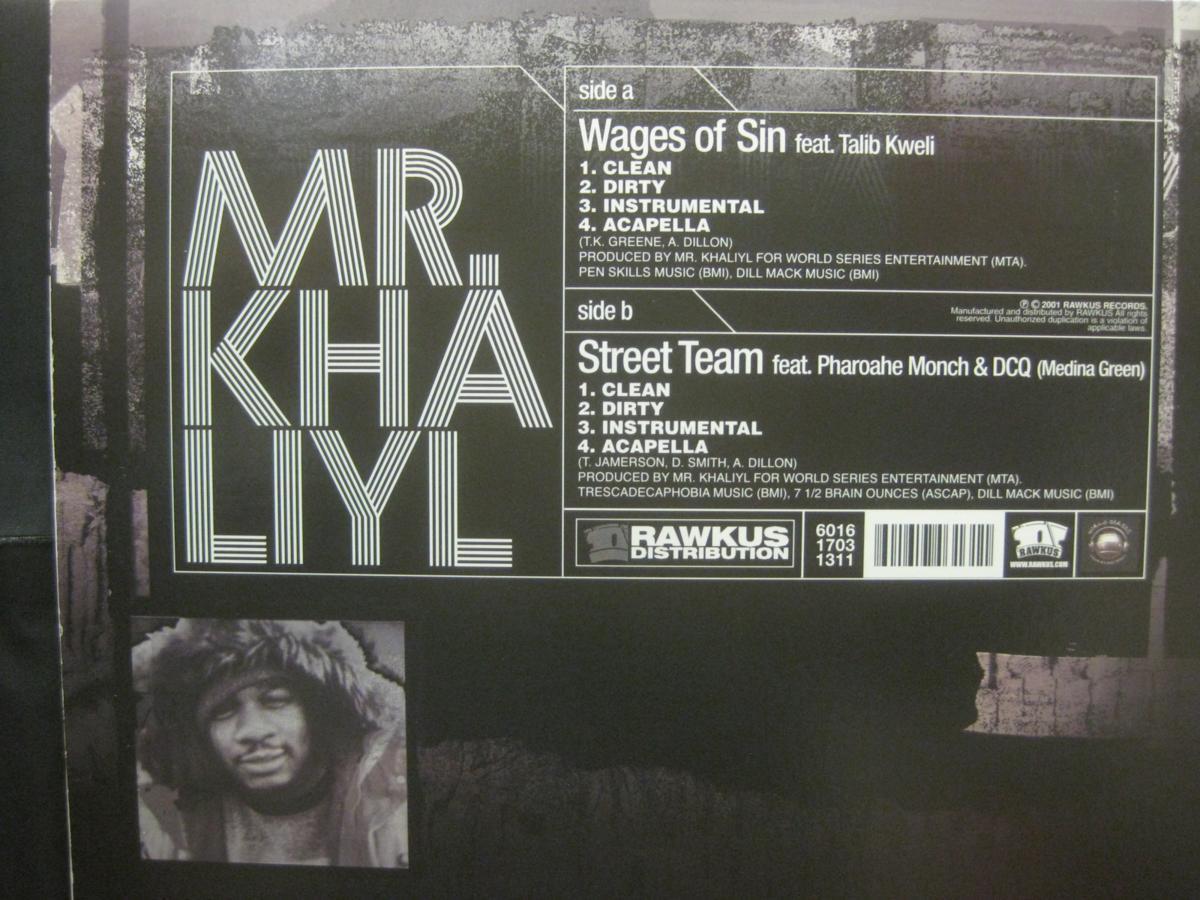 MR.
KHA
LIYL
side a
Wages of Sin feat. Talib Kweli
1. CLEAN
2. DIRTY
3. INSTRUMENTAL
4. ACAPELLA
(T.K. GREENE, A. DILLON)
PRODUCED BY MR. KHALIYL FOR WORLD SERIES ENTERTAINMENT (MTA).
PEN SKILLS MUSIC (BMI), DILL MACK MUSIC (BMI)
side b
℗ © 2001 RAWKUS RECORDS.
Manufactured and distributed by RAWKUS All rights
reserved. Unauthorized duplication is a violation of
applicable laws.
Street Team feat. Pharoahe Monch & DCQ (Medina Green)
1. CLEAN
2. DIRTY
3. INSTRUMENTAL
4. ACAPELLA
(T. JAMERSON, D. SMITH, A. DILLON)
PRODUCED BY MR. KHALIYL FOR WORLD SERIES ENTERTAINMENT (MTA).
TRESCADECAPHOBIA MUSIC (BMI), 7 1/2 BRAIN OUNCES (ASCAP), DILL MACK MUSIC (BMI)
RAWKUS
DISTRIBUTION
6016
1703
1311
RAWKUS
WWW.RAWKUS.COM